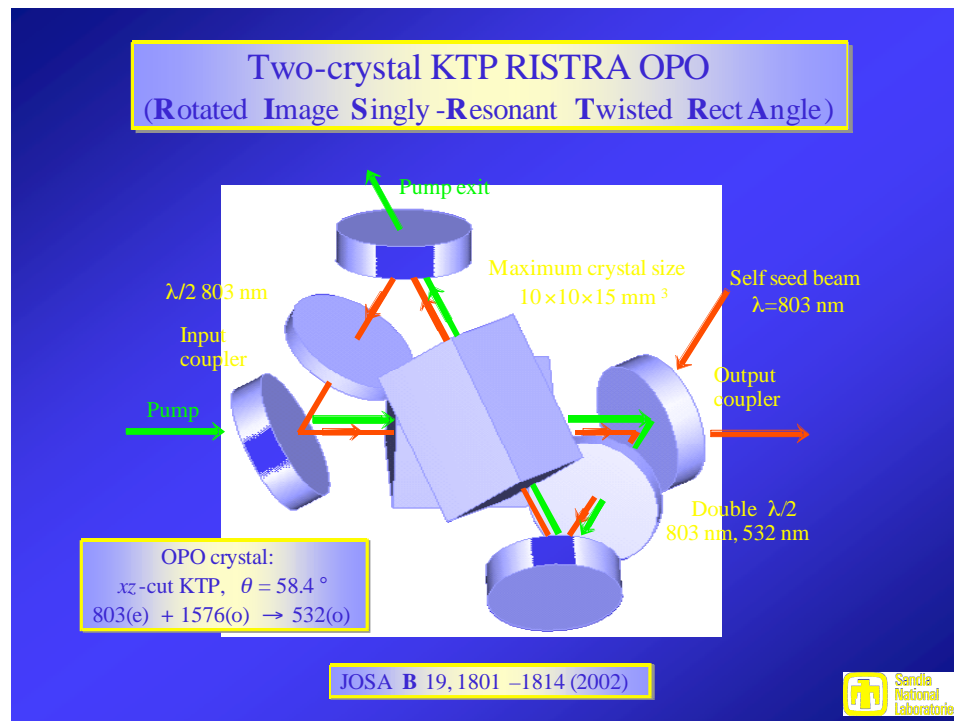 Two-crystal KTP RISTRA OPO
(Rotated Image Singly-Resonant Twisted RectAngle)
Pump exit
Maximum crystal size
10×10×15 mm³
Self seed beam
λ=803 nm
λ/2 803 nm
Input
coupler
Output
coupler
Pump
Double λ/2
803 nm, 532 nm
OPO crystal:
xz-cut KTP, θ = 58.4°
803(e) + 1576(o) → 532(o)
JOSA B 19, 1801–1814 (2002)
Sandia
National
Laboratories